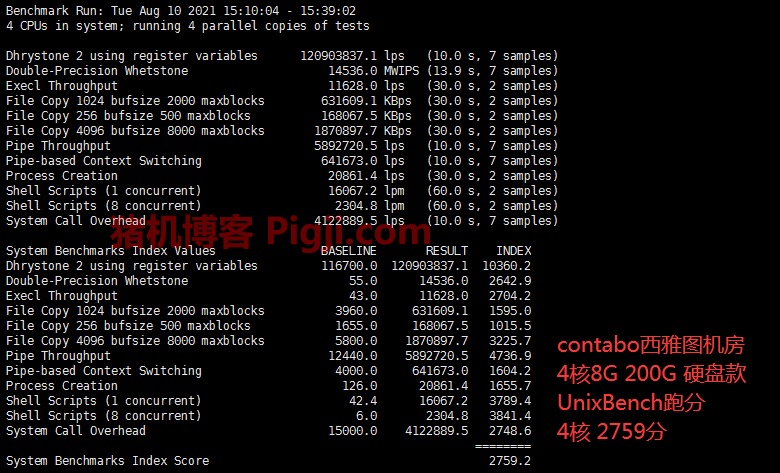 Benchmark Run: Tue Aug 10 2021 15:10:04 - 15:39:02
4 CPUs in system; running 4 parallel copies of tests
Dhrystone 2 using register variables 120903837.1 lps (10.0 s, 7 samples)
Double-Precision Whetstone 14536.0 MWIPS (13.9 s, 7 samples)
Execl Throughput 11628.0 lps (30.0 s, 2 samples)
File Copy 1024 bufsize 2000 maxblocks 631609.1 KBps (30.0 s, 2 samples)
File Copy 256 bufsize 500 maxblocks 168067.5 KBps (30.0 s, 2 samples)
File Copy 4096 bufsize 8000 maxblocks 1870897.7 KBps (30.0 s, 2 samples)
Pipe Throughput 5892720.5 lps (10.0 s, 7 samples)
Pipe-based Context Switching 641673.0 lps (10.0 s, 7 samples)
Process Creation 20861.4 lps (30.0 s, 2 samples)
Shell Scripts (1 concurrent) 16067.2 lpm (60.0 s, 2 samples)
Shell Scripts (8 concurrent) 2304.8 lpm (60.0 s, 2 samples)
System Call Overhead 4122889.5 lps (10.0 s, 7 samples)
猪机博客 Pigji.com
System Benchmarks Index Values BASELINE RESULT INDEX
Dhrystone 2 using register variables 116700.0 120903837.1 10360.2
Double-Precision Whetstone 55.0 14536.0 2642.9
Execl Throughput 43.0 11628.0 2704.2
File Copy 1024 bufsize 2000 maxblocks 3960.0 631609.1 1595.0
File Copy 256 bufsize 500 maxblocks 1655.0 168067.5 1015.5
File Copy 4096 bufsize 8000 maxblocks 5800.0 1870897.7 3225.7
Pipe Throughput 12440.0 5892720.5 4736.9
Pipe-based Context Switching 4000.0 641673.0 1604.2
Process Creation 126.0 20861.4 1655.7
Shell Scripts (1 concurrent) 42.4 16067.2 3789.4
Shell Scripts (8 concurrent) 6.0 2304.8 3841.4
System Call Overhead 15000.0 4122889.5 2748.6
========
System Benchmarks Index Score 2759.2
contabo西雅图机房
4核8G 200G 硬盘款
UnixBench跑分
4核 2759分